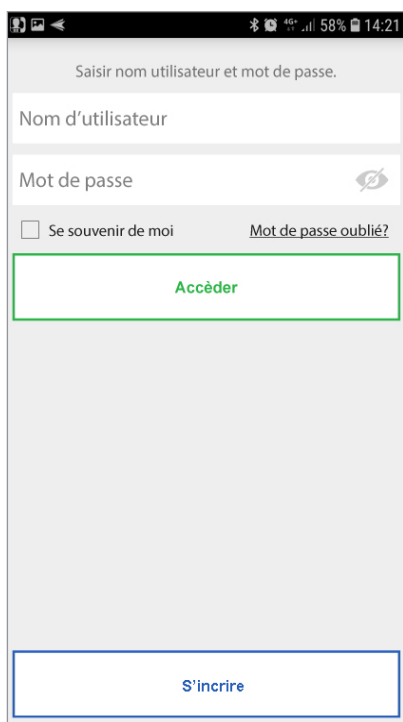 4G+ 58% 14:21
Saisir nom utilisateur et mot de passe.
Nom d'utilisateur
Mot de passe
Se souvenir de moi Mot de passe oublié?
Accèder
S'incrire